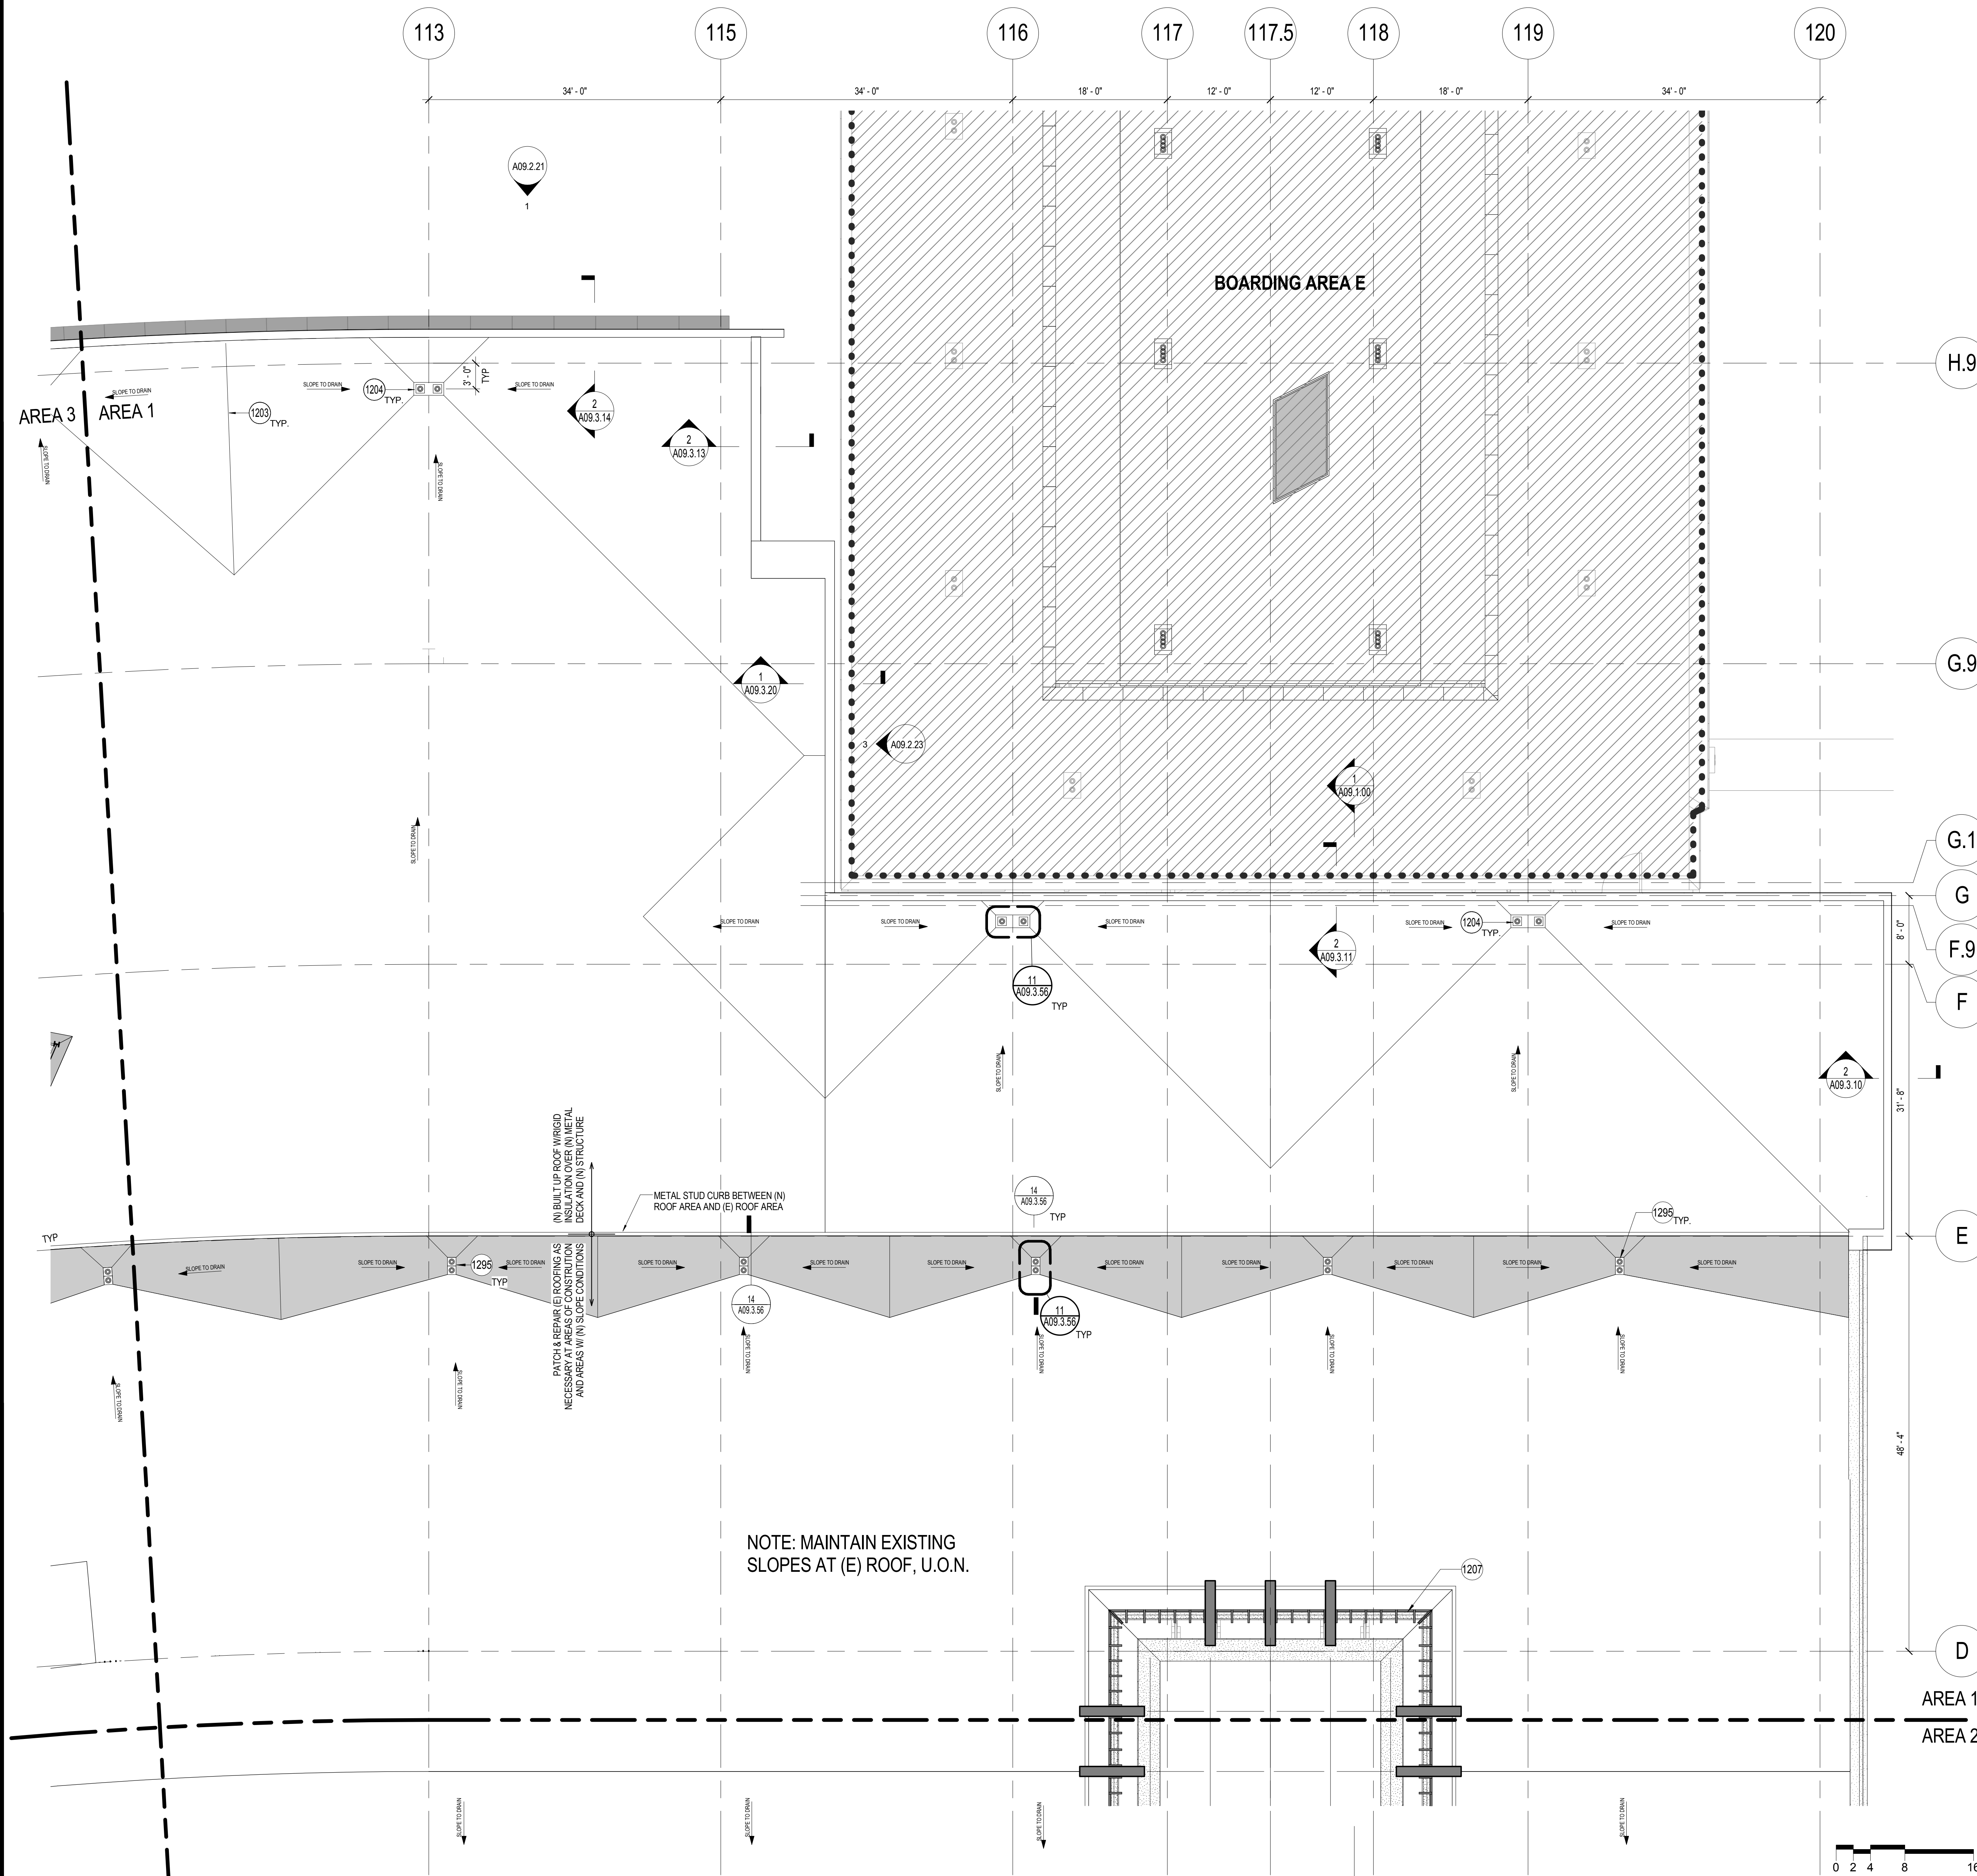 113
115
116
117
117.5
118
119
120
34' - 0"
34' - 0"
18' - 0"
12' - 0"
12' - 0"
18' - 0"
34' - 0"
A09.2.21
1
BOARDING AREA E
H.9
3' - 0"
TYP
SLOPE TO DRAIN
SLOPE TO DRAIN
SLOPE TO DRAIN
1204
TYP.
AREA 3
AREA 1
1203
TYP.
2
A09.3.14
2
A09.3.13
SLOPE TO DRAIN
SLOPE TO DRAIN
G.9
1
A09.3.20
3
A09.2.23
1
A09.1.00
SLOPE TO DRAIN
G.1
G
SLOPE TO DRAIN
SLOPE TO DRAIN
SLOPE TO DRAIN
SLOPE TO DRAIN
1204
TYP.
SLOPE TO DRAIN
8' - 0"
F.9
2
A09.3.11
11
A09.3.56
TYP
F
SLOPE TO DRAIN
SLOPE TO DRAIN
2
A09.3.10
31' - 8"
(N) BUILT UP ROOF W/RIGID
INSULATION OVER (N) METAL
DECK AND (N) STRUCTURE
METAL STUD CURB BETWEEN (N)
ROOF AREA AND (E) ROOF AREA
14
A09.3.56
TYP
1295
TYP.
TYP
E
SLOPE TO DRAIN
SLOPE TO DRAIN
1295
TYP
SLOPE TO DRAIN
SLOPE TO DRAIN
SLOPE TO DRAIN
SLOPE TO DRAIN
SLOPE TO DRAIN
SLOPE TO DRAIN
SLOPE TO DRAIN
SLOPE TO DRAIN
SLOPE TO DRAIN
PATCH & REPAIR (E) ROOFING AS
NECESSARY AT AREAS OF CONSTRUTION
AND AREAS W/ (N) SLOPE CONDITIONS
14
A09.3.56
11
A09.3.56
TYP
SLOPE TO DRAIN
SLOPE TO DRAIN
SLOPE TO DRAIN
SLOPE TO DRAIN
SLOPE TO DRAIN
SLOPE TO DRAIN
48' - 4"
NOTE: MAINTAIN EXISTING
SLOPES AT (E) ROOF, U.O.N.
1207
D
AREA 1
AREA 2
SLOPE TO DRAIN
SLOPE TO DRAIN
SLOPE TO DRAIN
SLOPE TO DRAIN
0 2 4 8 16